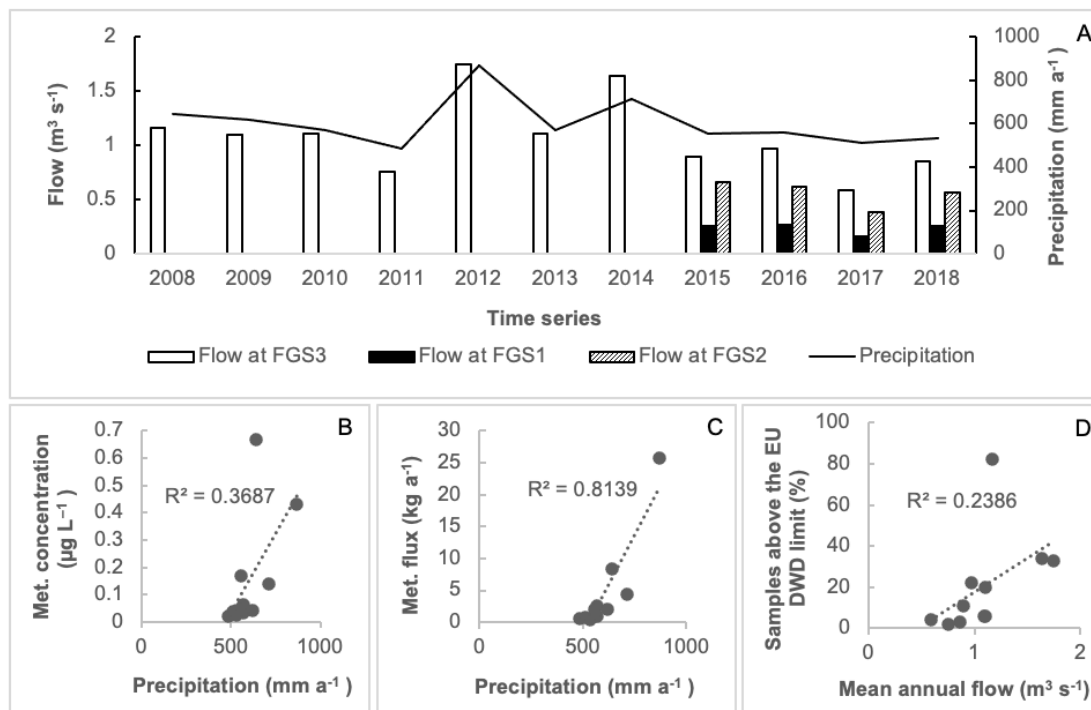 A
Flow (m³ s⁻¹)
2
1.5
1
0.5
0
Precipitation (mm a⁻¹)
1000
800
600
400
200
0
2008 2009 2010 2011 2012 2013 2014 2015 2016 2017 2018
Time series
Flow at FGS3 Flow at FGS1 Flow at FGS2 Precipitation
B
Met. concentration
(µg L⁻¹)
0.7
0.6
0.5
0.4
0.3
0.2
0.1
0
R² = 0.3687
0 500 1000
Precipitation (mm a⁻¹ )
C
Met. flux (kg a⁻¹)
30
25
20
15
10
5
0
R² = 0.8139
0 500 1000
Precipitation (mm a⁻¹ )
D
Samples above the EU
DWD limit (%)
100
80
60
40
20
0
R² = 0.2386
0 1 2
Mean annual flow (m³ s⁻¹)